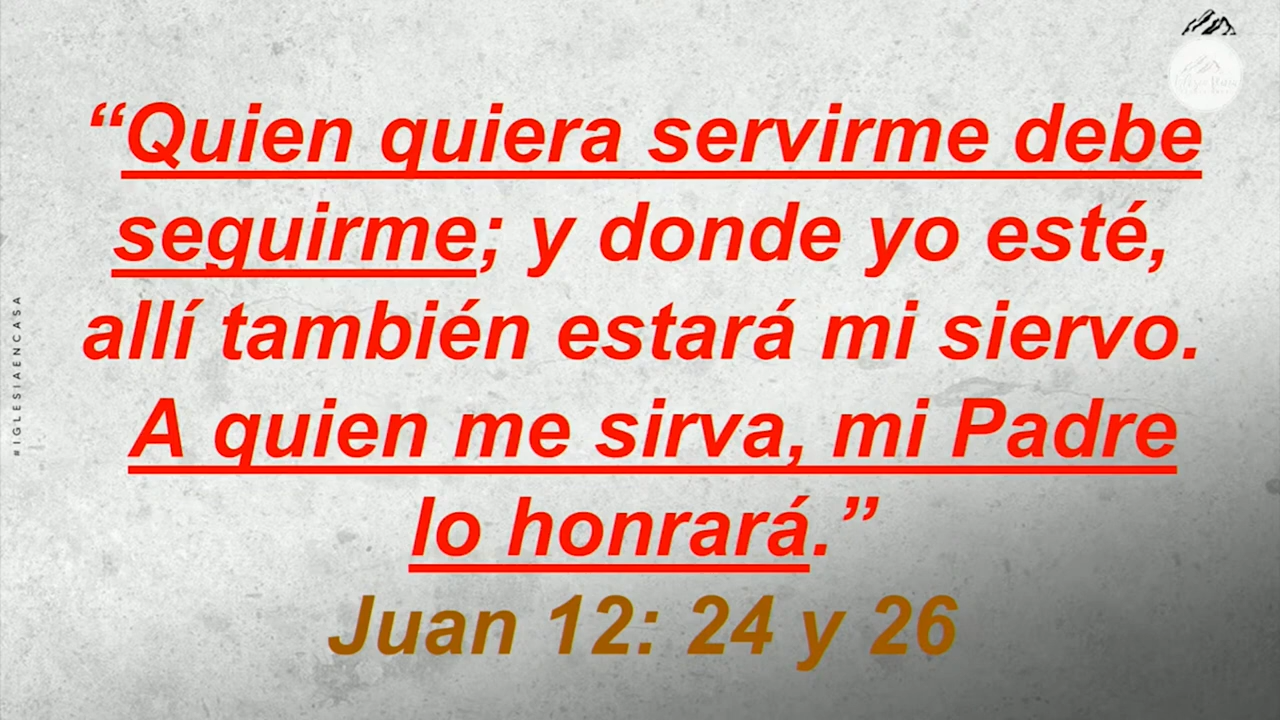 “Quien quiera servirme debe
seguirme; y donde yo esté,
allí también estará mi siervo.
A quien me sirva, mi Padre
lo honrará.”
Juan 12: 24 y 26
#IGLESIAENCASA